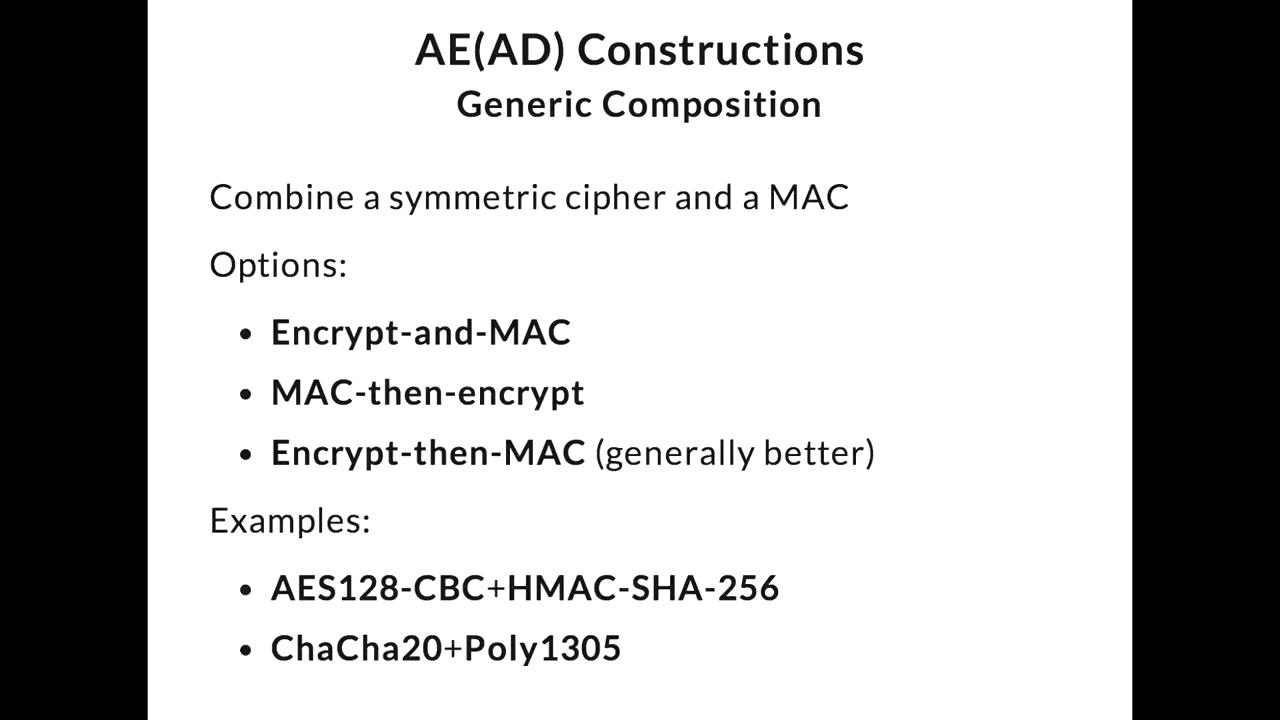 AE(AD) Constructions
Generic Composition
Combine a symmetric cipher and a MAC
Options:
• Encrypt-and-MAC
• MAC-then-encrypt
• Encrypt-then-MAC (generally better)
Examples:
• AES128-CBC+HMAC-SHA-256
• ChaCha20+Poly1305